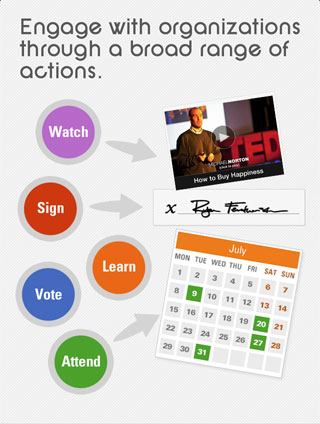 Engage with organizations
through a broad range of
actions.
Watch
TED
MICHAEL NORTON
How to Buy Happiness
Sign
x
Learn
Vote
Attend
July
MON TUE WED THU FRI SAT SUN
1 2 3 4 5 6 7
8 9 10 11 12 13 14
15 16 17 18 19 20 21
22 23 24 25 26 27 28
29 30 31